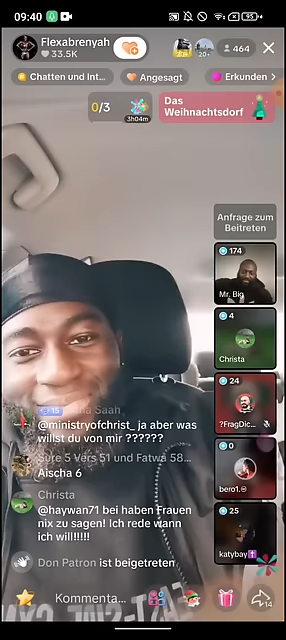 09:40
95
Flexabrenyah
33.5K
20+
464
Chatten und Int...
Angesagt
Erkunden >
0/3
3h04m
Das
Weihnachtsdorf
Anfrage zum
Beitreten
174
Mr. Big
4
Christa
24
?FragDic...
0
bero1.
25
katybay
15
Saah
@ministryofchrist_ ja aber was
willst du von mir ??????
Sure 5 Vers 51 und Fatwa 58...
Aischa 6
Christa
@haywan71 bei haben Frauen
nix zu sagen! Ich rede wann
ich will!!!!!
Don Patron ist beigetreten
Kommenta...
14